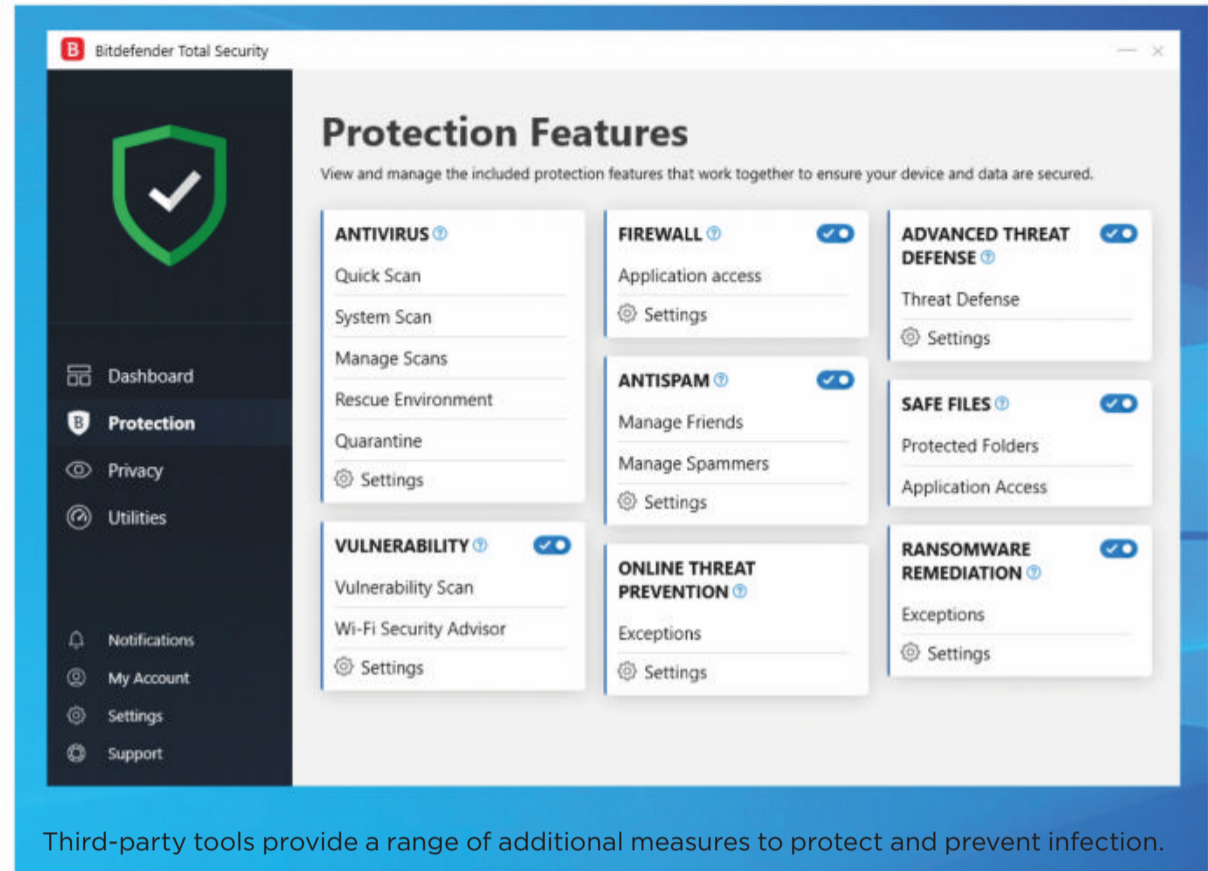 Bitdefender Total Security
Dashboard
Protection
Privacy
Utilities
Notifications
My Account
Settings
Support
Protection Features
View and manage the included protection features that work together to ensure your device and data are secured.
ANTIVIRUS
Quick Scan
System Scan
Manage Scans
Rescue Environment
Quarantine
Settings
VULNERABILITY
Vulnerability Scan
Wi-Fi Security Advisor
Settings
FIREWALL
Application access
Settings
ANTISPAM
Manage Friends
Manage Spammers
Settings
ONLINE THREAT
PREVENTION
Exceptions
Settings
ADVANCED THREAT
DEFENSE
Threat Defense
Settings
SAFE FILES
Protected Folders
Application Access
RANSOMWARE
REMEDIATION
Exceptions
Settings
Third-party tools provide a range of additional measures to protect and prevent infection.